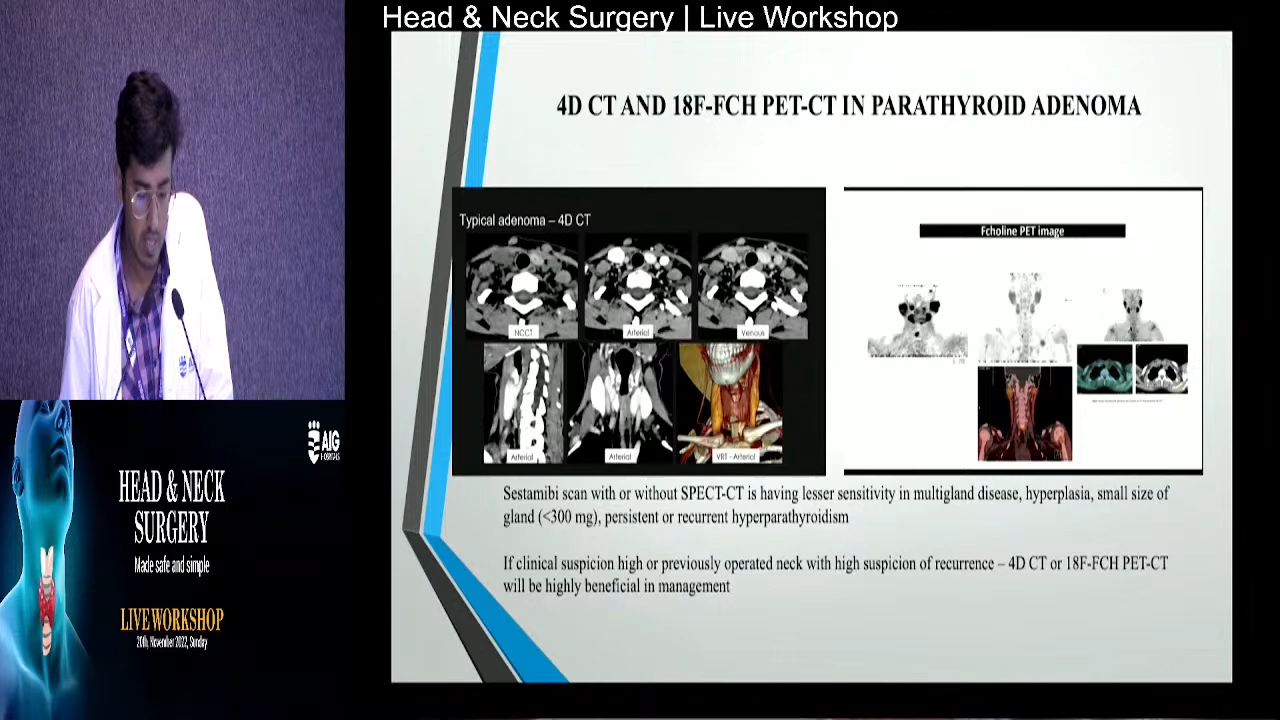 Head & Neck Surgery | Live Workshop
4D CT AND 18F-FCH PET-CT IN PARATHYROID ADENOMA
Typical adenoma – 4D CT
NCCT
Arterial
Venous
Arterial
Arterial
VRT - Arterial
Fcholine PET image
Sestamibi scan with or without SPECT-CT is having lesser sensitivity in multigland disease, hyperplasia, small size of
gland (<300 mg), persistent or recurrent hyperparathyroidism
If clinical suspicion high or previously operated neck with high suspicion of recurrence – 4D CT or 18F-FCH PET-CT
will be highly beneficial in management
AIG
HOSPITALS
HEAD & NECK
SURGERY
Made safe and simple
LIVE WORKSHOP
20th, November 2022, Sunday